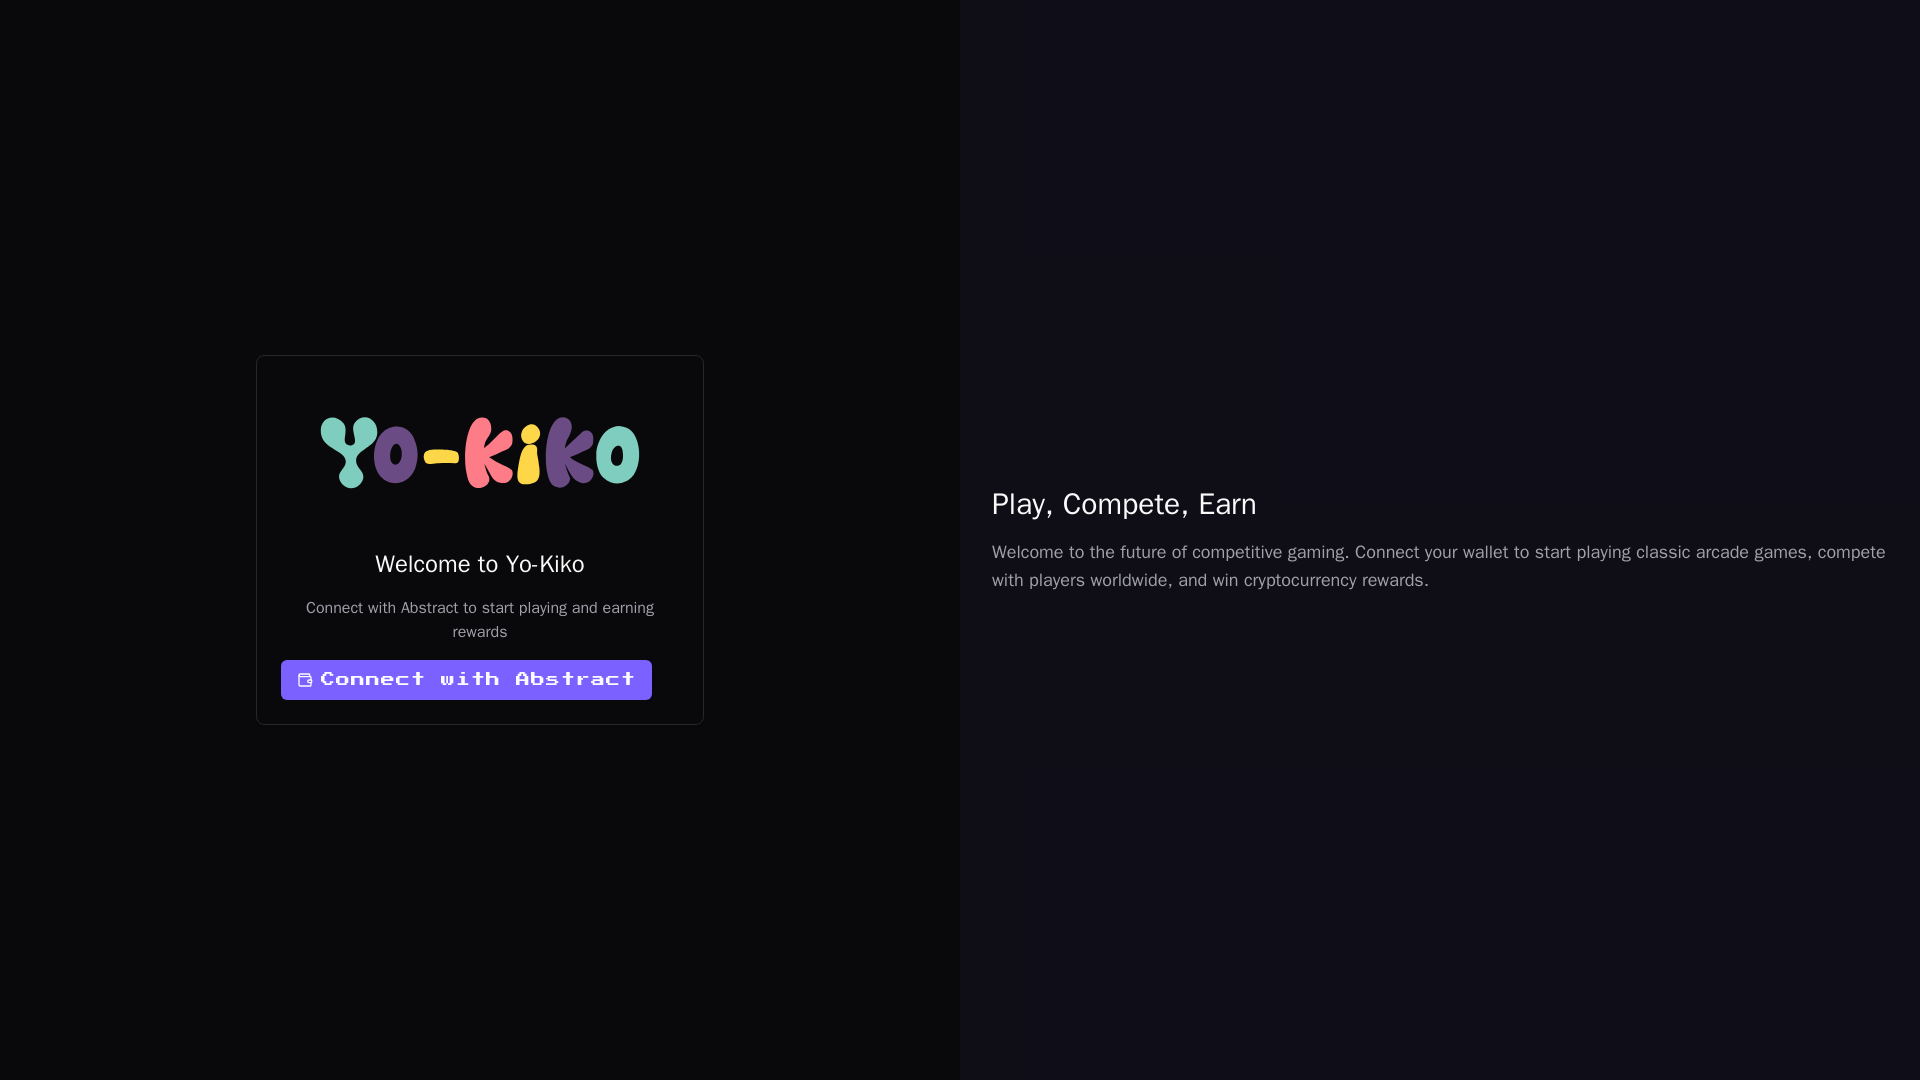 Yo-Kiko
Welcome to Yo-Kiko
Connect with Abstract to start playing and earning
rewards
Connect with Abstract
Play, Compete, Earn
Welcome to the future of competitive gaming. Connect your wallet to start playing classic arcade games, compete
with players worldwide, and win cryptocurrency rewards.